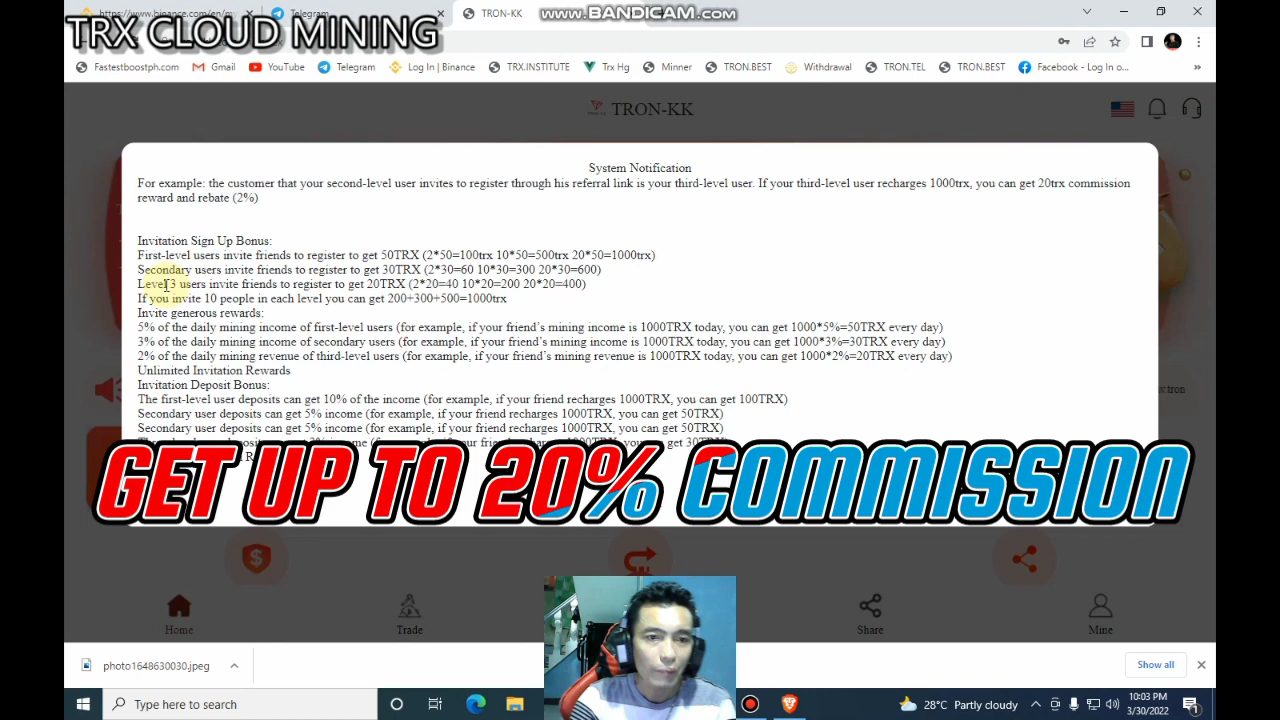 https://www.binance.com/en/my
Telegram
TRON-KK
www.BANDICAM.com
TRX CLOUD MINING
Fastestboostph.com
Gmail
YouTube
Telegram
Log In | Binance
TRX.INSTITUTE
Trx Hg
Minner
TRON.BEST
Withdrawal
TRON.TEL
TRON.BEST
Facebook - Log In o...
TRON-KK
System Notification
For example: the customer that your second-level user invites to register through his referral link is your third-level user. If your third-level user recharges 1000trx, you can get 20trx commission
reward and rebate (2%)
Invitation Sign Up Bonus:
First-level users invite friends to register to get 50TRX (2*50=100trx 10*50=500trx 20*50=1000trx)
Secondary users invite friends to register to get 30TRX (2*30=60 10*30=300 20*30=600)
Level 3 users invite friends to register to get 20TRX (2*20=40 10*20=200 20*20=400)
If you invite 10 people in each level you can get 200+300+500=1000trx
Invite generous rewards:
5% of the daily mining income of first-level users (for example, if your friend's mining income is 1000TRX today, you can get 1000*5%=50TRX every day)
3% of the daily mining income of secondary users (for example, if your friend's mining income is 1000TRX today, you can get 1000*3%=30TRX every day)
2% of the daily mining revenue of third-level users (for example, if your friend's mining revenue is 1000TRX today, you can get 1000*2%=20TRX every day)
Unlimited Invitation Rewards
Invitation Deposit Bonus:
The first-level user deposits can get 10% of the income (for example, if your friend recharges 1000TRX, you can get 100TRX)
Secondary user deposits can get 5% income (for example, if your friend recharges 1000TRX, you can get 50TRX)
Secondary user deposits can get 5% income (for example, if your friend recharges 1000TRX, you can get 50TRX)
tron
GET UP TO 20% COMMISSION
Home
Trade
Share
Mine
photo1648630030.jpeg
Show all
Type here to search
28°C Partly cloudy
10:03 PM
3/30/2022